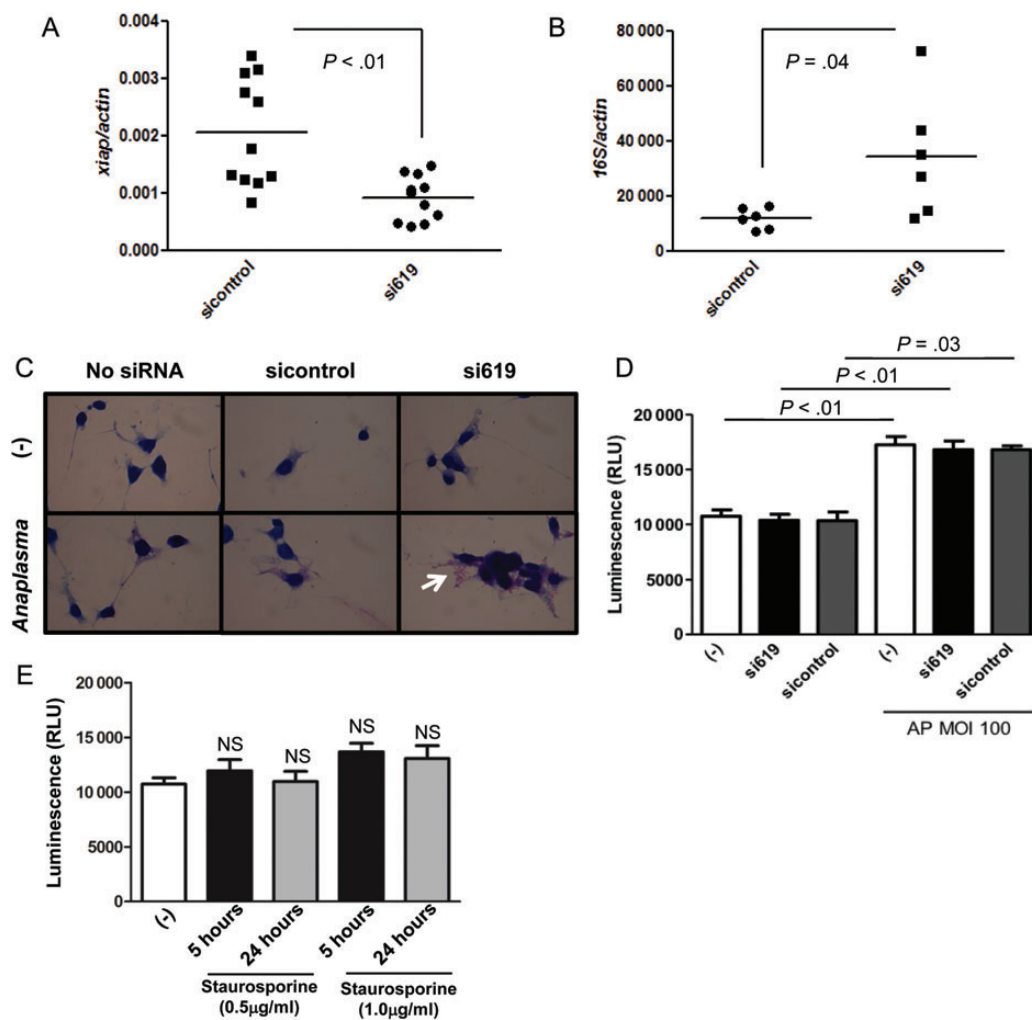 A
0.004
0.003
0.002
0.001
0.000
xiap/actin
P < .01
sicontrol
si619
B
80 000
60 000
40 000
20 000
0
16S/actin
P = .04
sicontrol
si619
C
No siRNA
sicontrol
si619
(-)
Anaplasma
D
P = .03
P < .01
P < .01
20 000
15 000
10 000
5000
0
Luminescence (RLU)
(-)
si619
sicontrol
(-)
si619
sicontrol
AP MOI 100
E
20 000
15 000
10 000
5000
0
Luminescence (RLU)
NS
NS
NS
NS
(-)
5 hours
24 hours
5 hours
24 hours
Staurosporine
(0.5µg/ml)
Staurosporine
(1.0µg/ml)